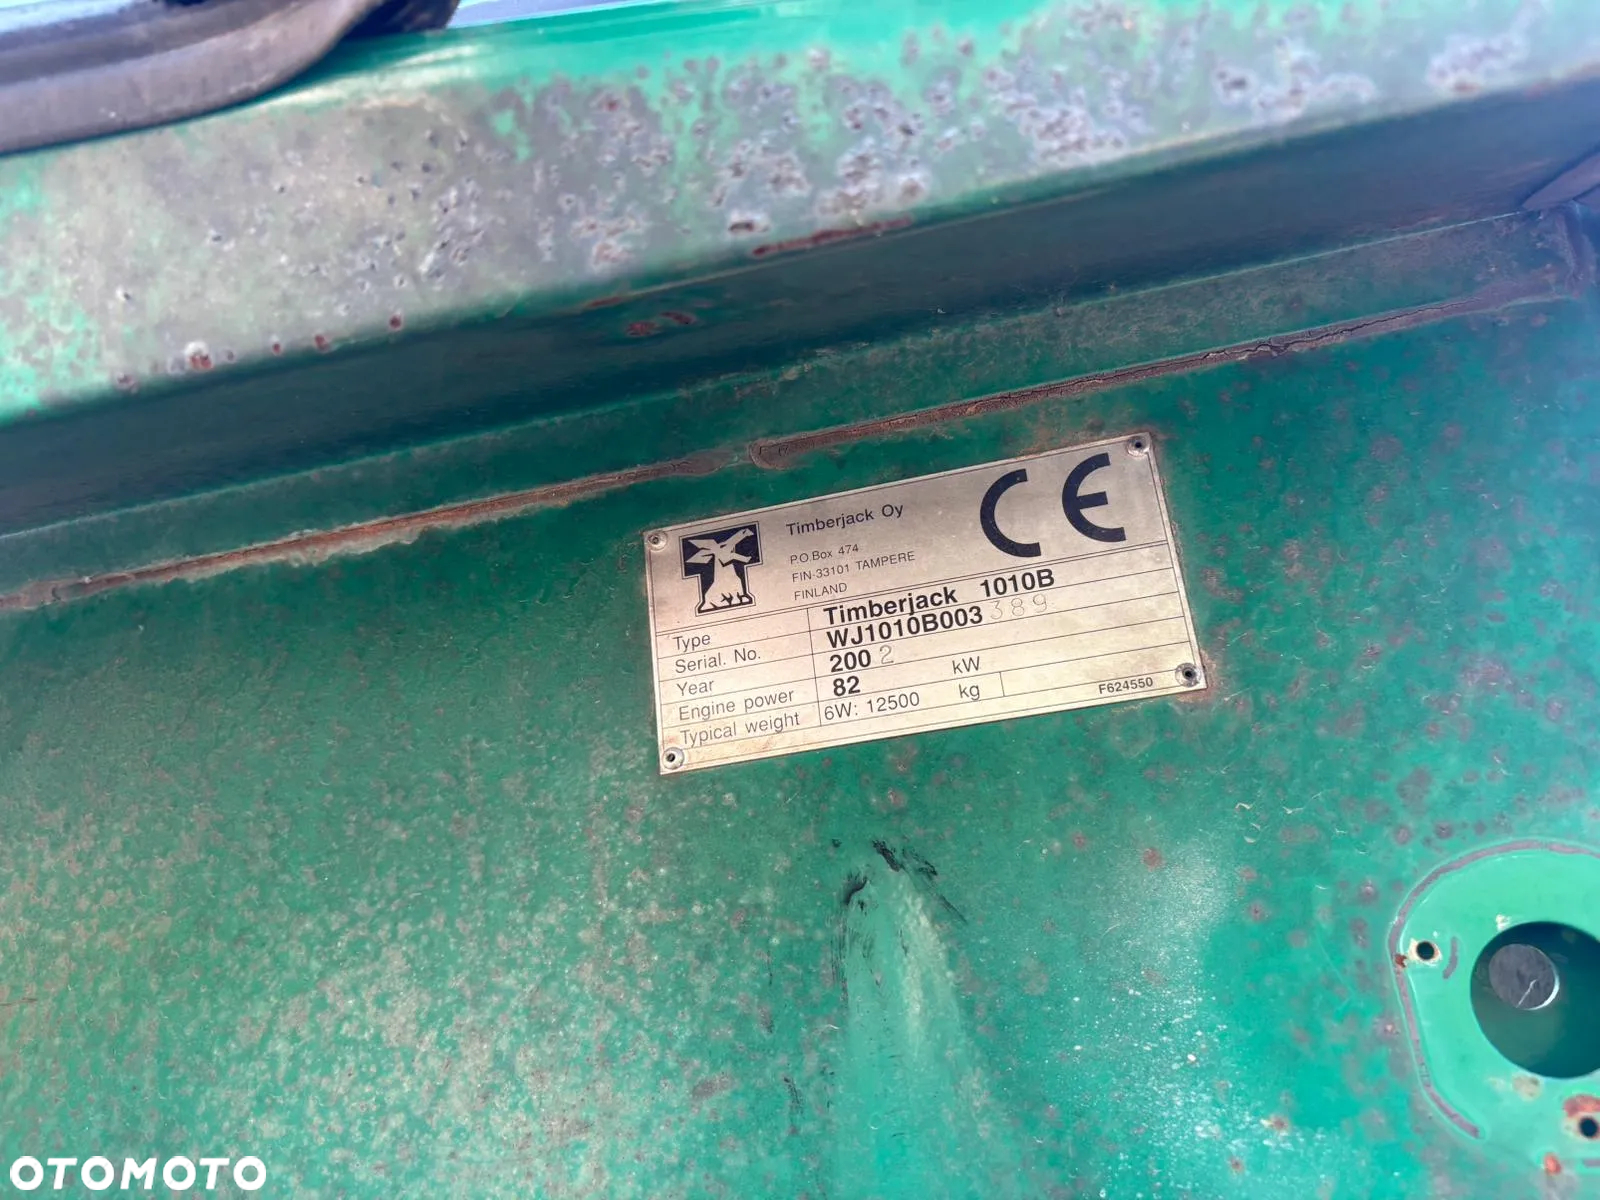 Timberjack Oy
P.O.Box 474
FIN-33101 TAMPERE
FINLAND
CE
Type Timberjack 1010B
Serial. No. WJ1010B003389
Year 2002
Engine power 82 kW
Typical weight 6W: 12500 kg
F624550
OTOMOTO